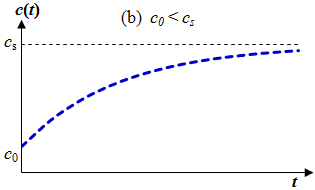 c(t)
(b) c₀ < cₛ
cₛ
c₀
t